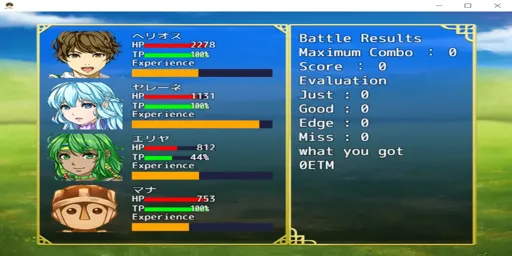 ヘリオス
HP 2278
TP 100%
Experience
セレーネ
HP 1131
TP 100%
Experience
エリヤ
HP 812
TP 44%
Experience
マナ
HP 753
TP 100%
Experience
Battle Results
Maximum Combo : 0
Score : 0
Evaluation
Just : 0
Good : 0
Edge : 0
Miss : 0
what you got
0ETM